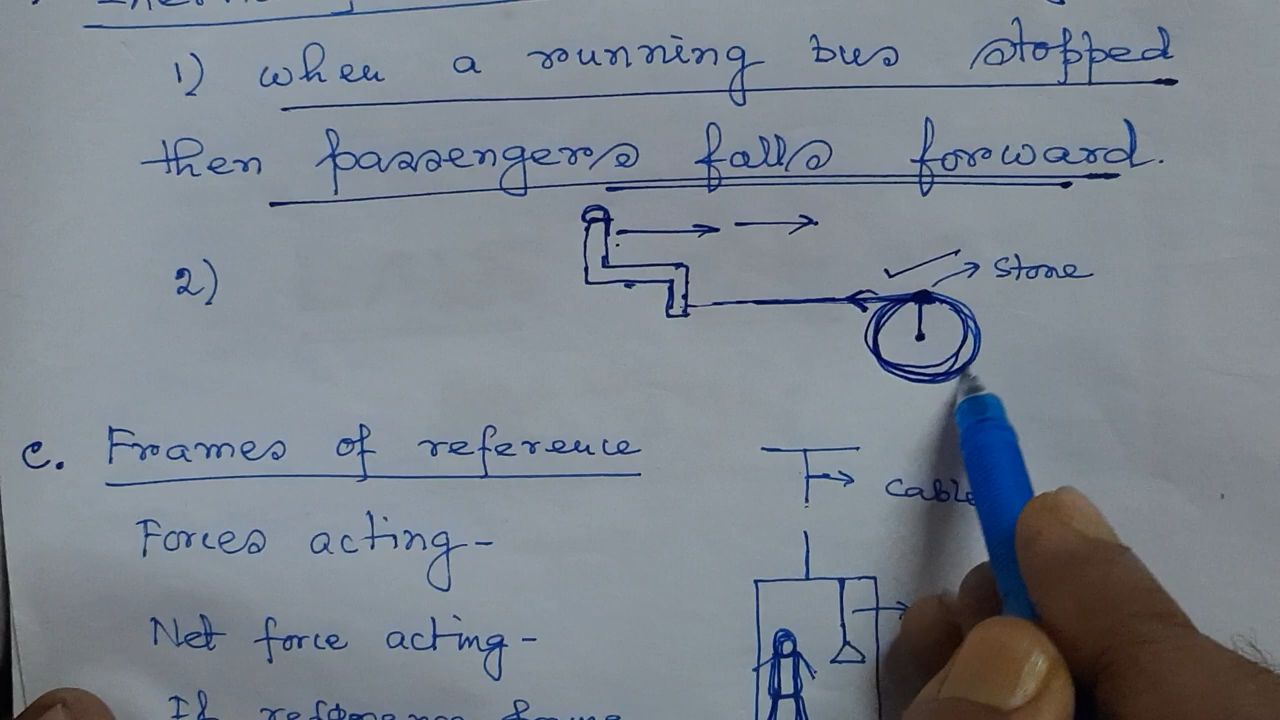 1) when a running bus stopped
then passengers falls forward.
2)
stone
c. Frames of reference
cable
Forces acting-
Net force acting-
If